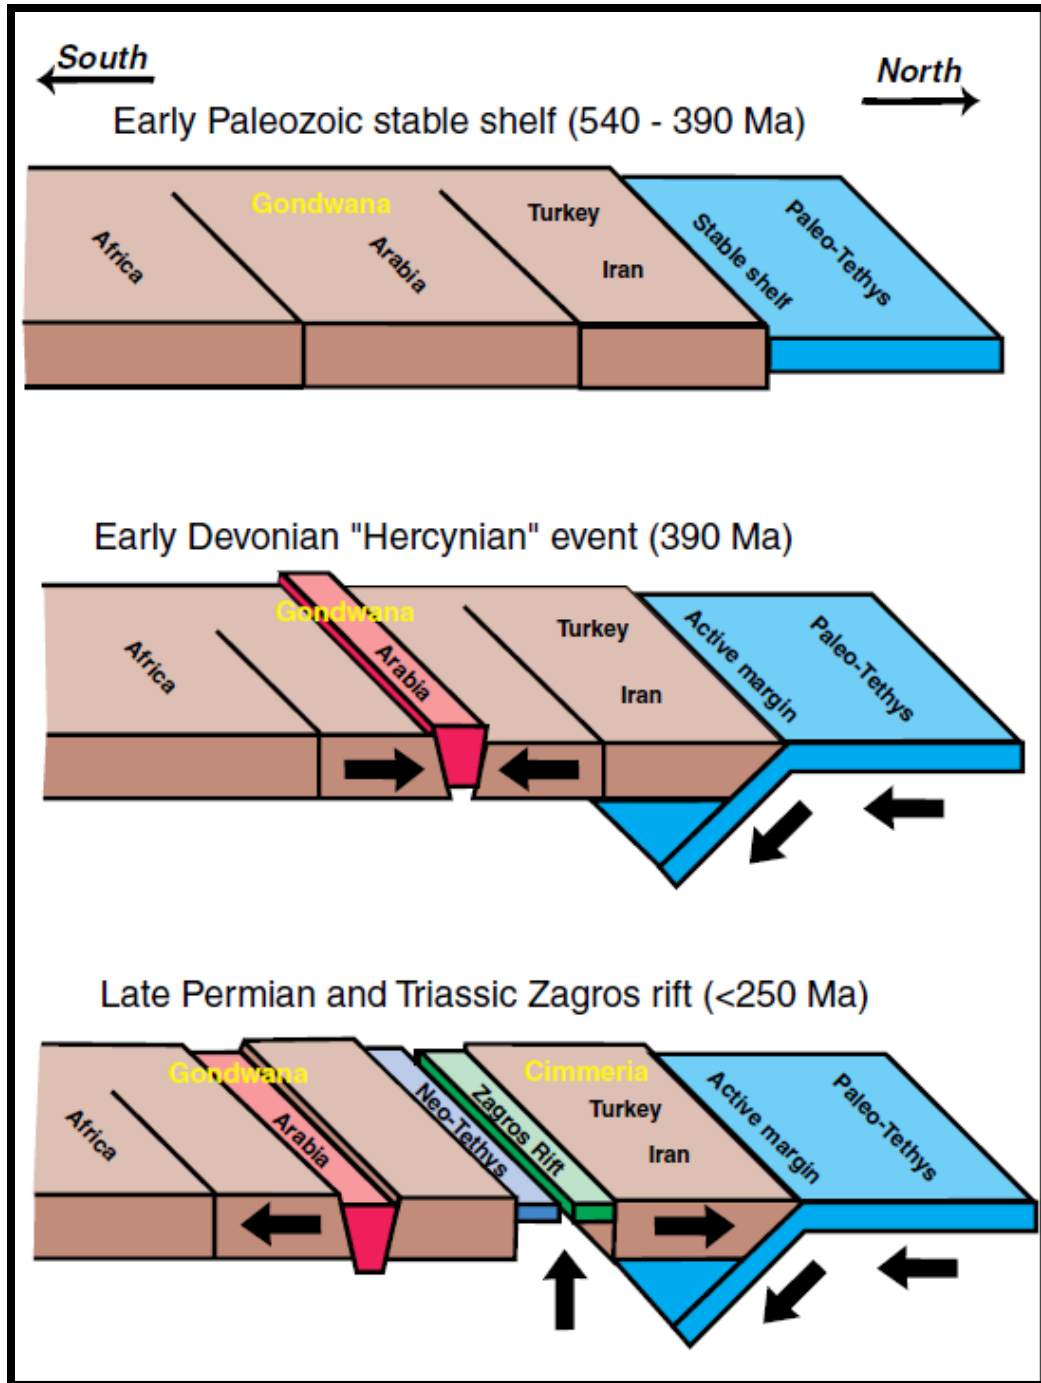 South
North
Early Paleozoic stable shelf (540 - 390 Ma)
Gondwana
Africa
Arabia
Turkey
Iran
Stable shelf
Paleo-Tethys
Early Devonian "Hercynian" event (390 Ma)
Gondwana
Africa
Arabia
Turkey
Iran
Active margin
Paleo-Tethys
Late Permian and Triassic Zagros rift (<250 Ma)
Gondwana
Africa
Arabia
Neo-Tethys
Zagros Rift
Cimmeria
Turkey
Iran
Active margin
Paleo-Tethys